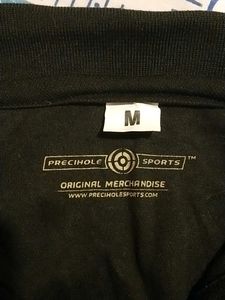 M
PRECIHOLE SPORTS™
ORIGINAL MERCHANDISE
WWW.PRECIHOLESPORTS.COM